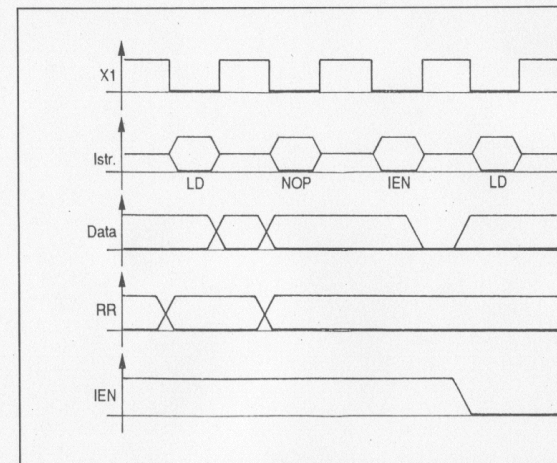 X1
Istr.
LD NOP IEN LD
Data
RR
IEN